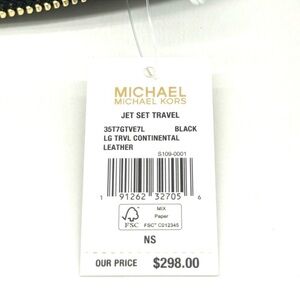 MICHAEL
MICHAEL KORS
JET SET TRAVEL
35T7GTVE7L BLACK
LG TRVL CONTINENTAL
LEATHER
S109-0001
1 91262 32705 6
FSC
MIX
Paper
FSC® C012345
NS
OUR PRICE $298.00